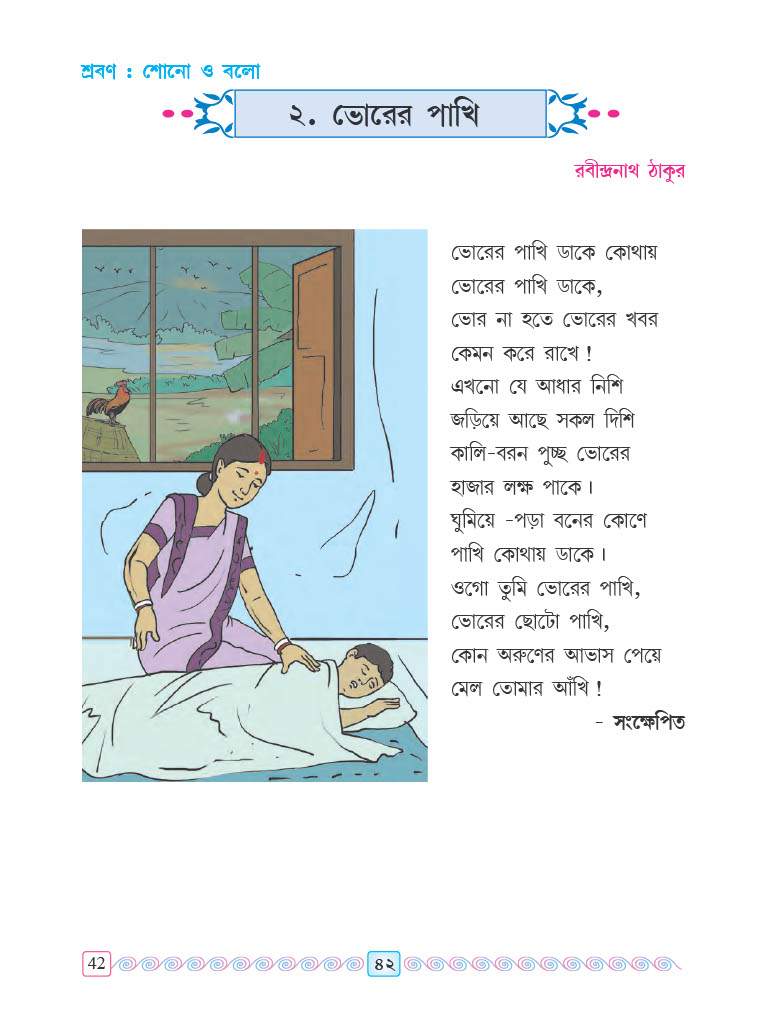 শ্রবণ : শোনো ও বলো
২. ভোরের পাখি
রবীন্দ্রনাথ ঠাকুর
ভোরের পাখি ডাকে কোথায়
ভোরের পাখি ডাকে,
ভোর না হতে ভোরের খবর
কেমন করে রাখে !
এখনো যে আধার নিশি
জড়িয়ে আছে সকল দিশি
কালি-বরন পুচ্ছ ভোরের
হাজার লক্ষ পাকে ।
ঘুমিয়ে -পড়া বনের কোণে
পাখি কোথায় ডাকে ।
ওগো তুমি ভোরের পাখি,
ভোরের ছোটো পাখি,
কোন অরুণের আভাস পেয়ে
মেল তোমার আঁখি !
- সংক্ষেপিত
42
৪২